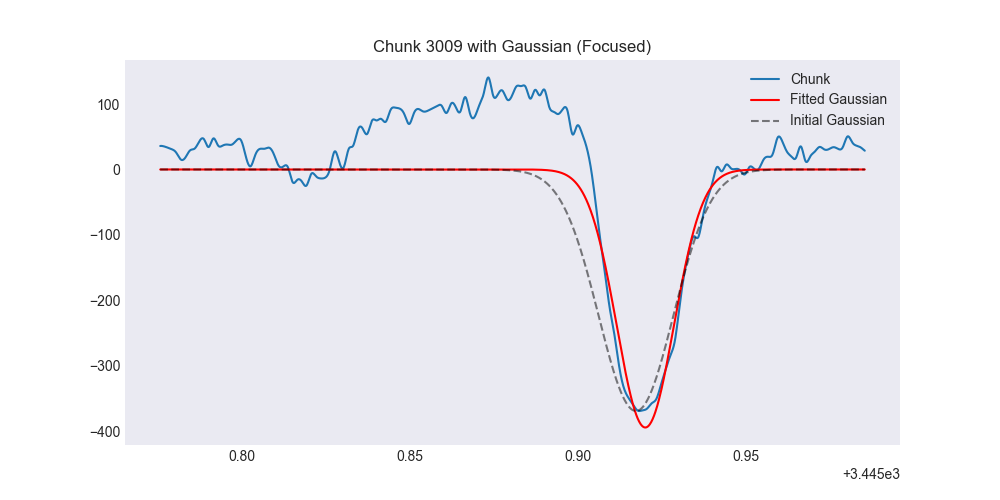 Chunk 3009 with Gaussian (Focused)
Chunk
Fitted Gaussian
Initial Gaussian
100
0
−100
−200
−300
−400
0.80 0.85 0.90 0.95
+3.445e3